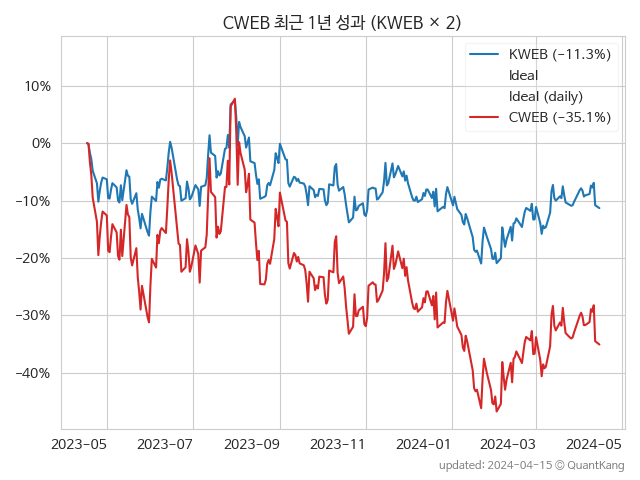 CWEB 최근 1년 성과 (KWEB × 2)
KWEB (−11.3%)
Ideal
Ideal (daily)
CWEB (−35.1%)
10%
0%
−10%
−20%
−30%
−40%
2023-05
2023-07
2023-09
2023-11
2024-01
2024-03
2024-05
updated: 2024-04-15 © QuantKang